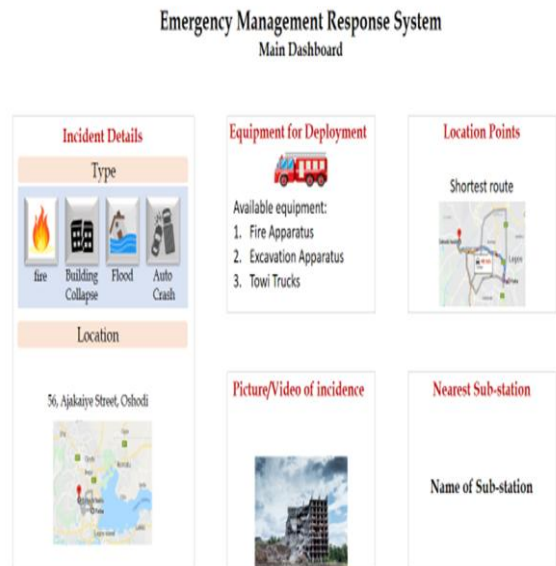 Emergency Management Response System
Main Dashboard
Incident Details
Type
fire
Building
Collapse
Flood
Auto
Crash
Location
56, Ajakaiye Street, Oshodi
Equipment for Deployment
Available equipment:
1. Fire Apparatus
2. Excavation Apparatus
3. Towi Trucks
Location Points
Shortest route
Lagos
Picture/Video of incidence
Nearest Sub-station
Name of Sub-station